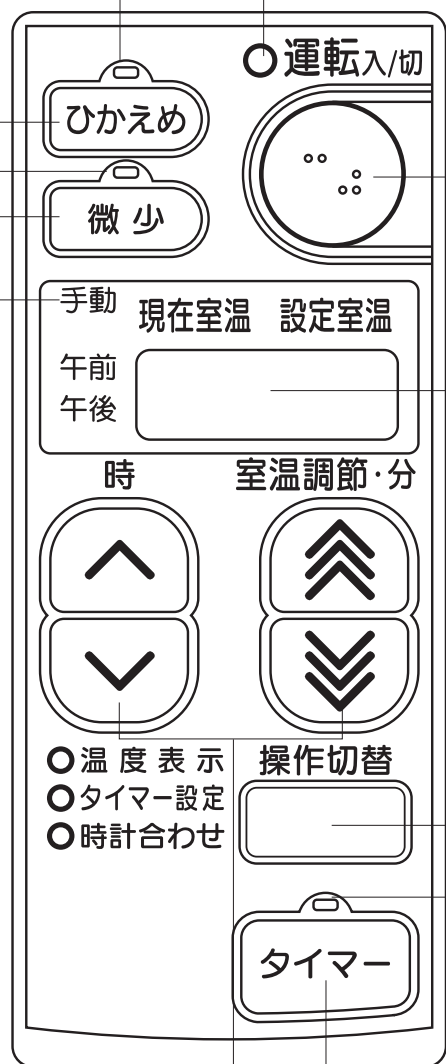 運転入/切
ひかえめ
微少
手動
現在室温 設定室温
午前
午後
時 室温調節・分
温度表示
タイマー設定
時計合わせ
操作切替
タイマー